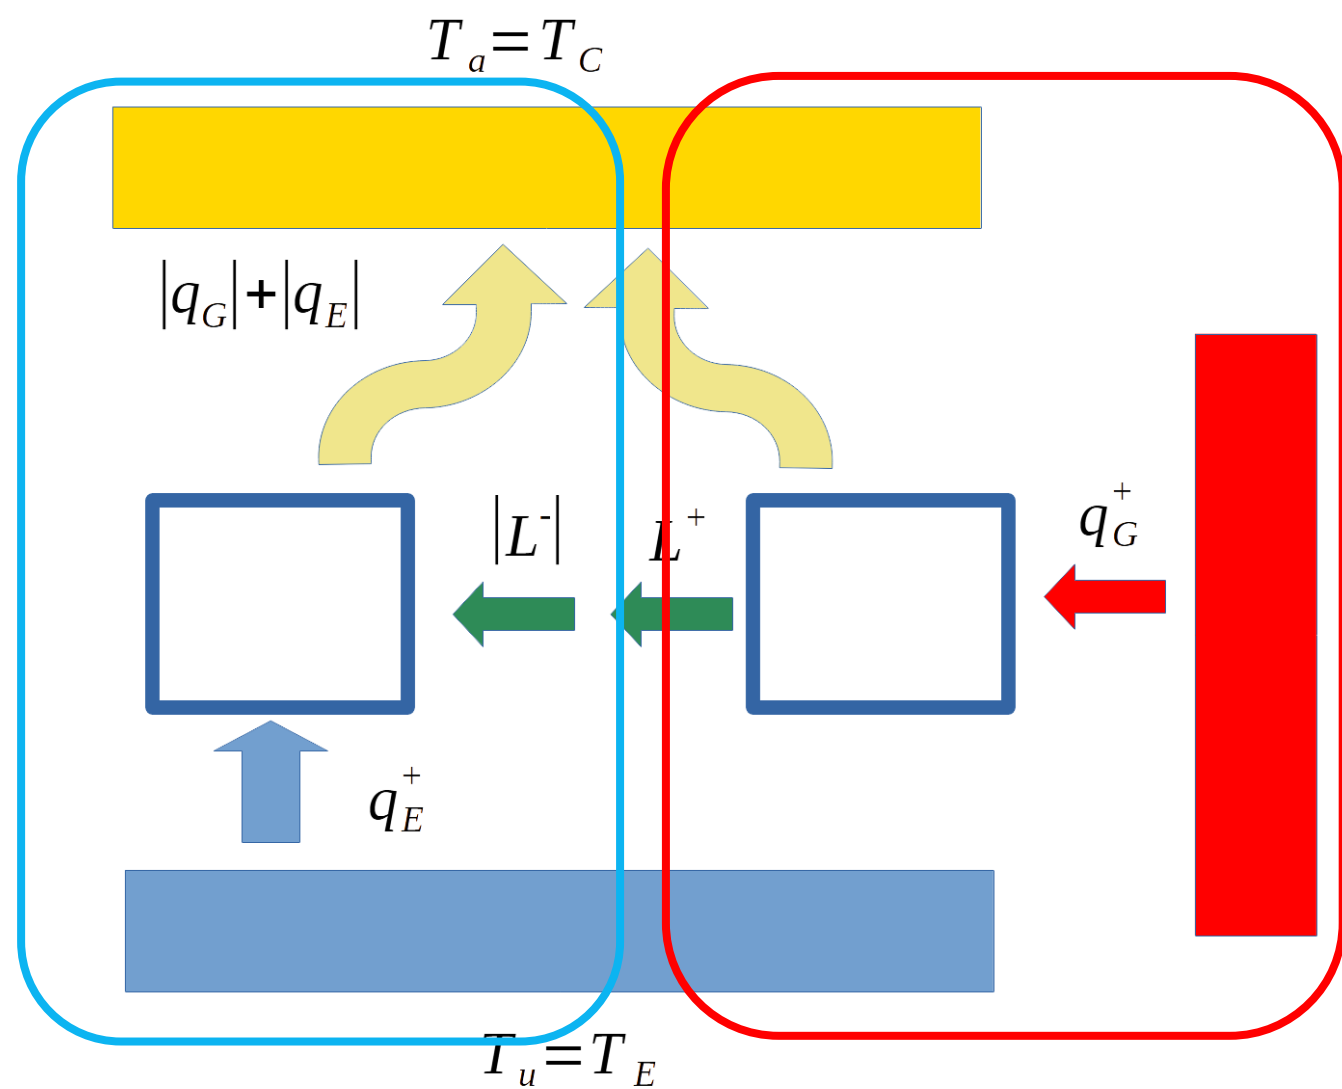 T_a=T_C
|q_G|+|q_E|
|L^-| L^+ q_G^+
q_E^+
T_u=T_E